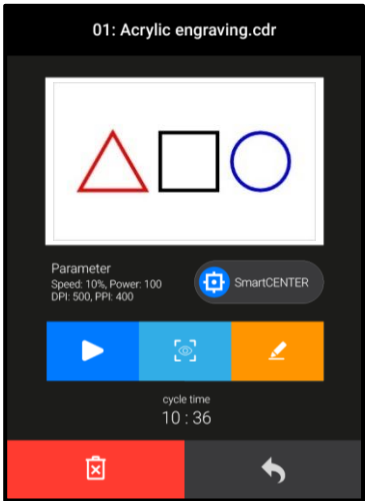 01: Acrylic engraving.cdr
Parameter
Speed: 10%, Power: 100
DPI: 500, PPI: 400
SmartCENTER
cycle time
10 : 36